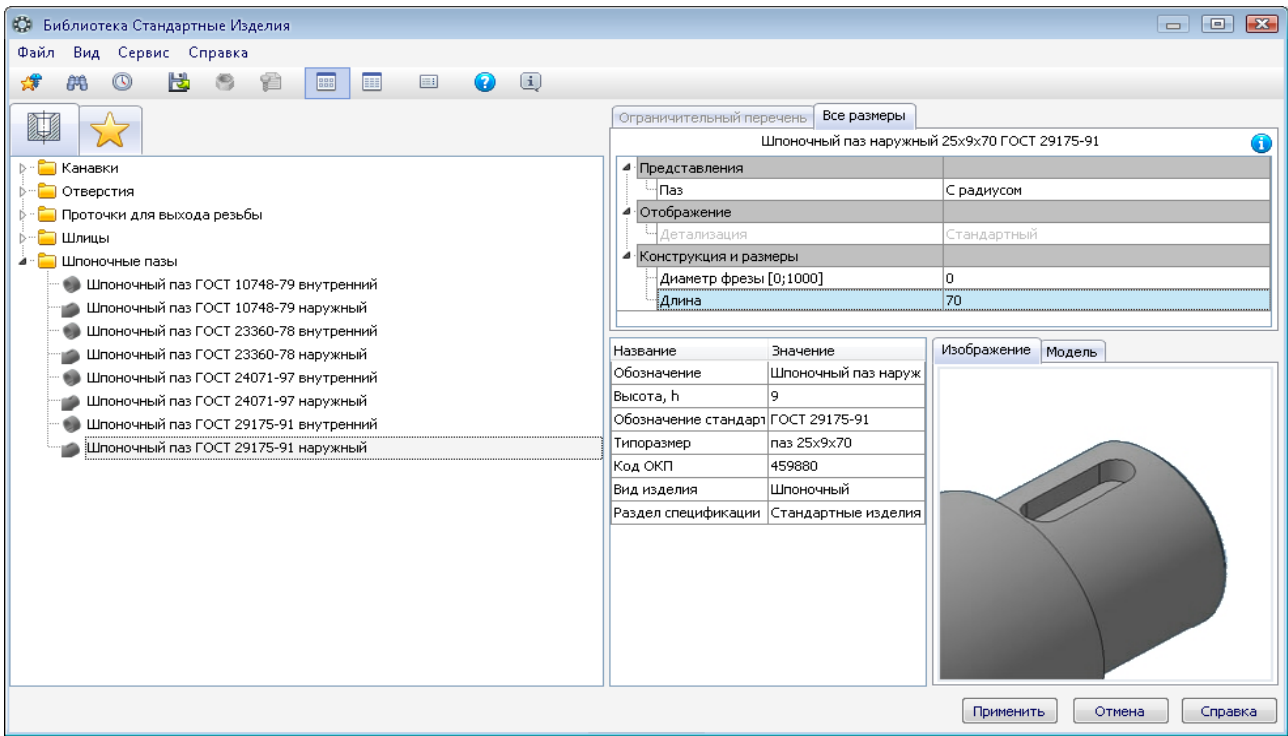 Библиотека Стандартные Изделия
Файл Вид Сервис Справка
Канавки
Отверстия
Проточки для выхода резьбы
Шлицы
Шпоночные пазы
Шпоночный паз ГОСТ 10748-79 внутренний
Шпоночный паз ГОСТ 10748-79 наружный
Шпоночный паз ГОСТ 23360-78 внутренний
Шпоночный паз ГОСТ 23360-78 наружный
Шпоночный паз ГОСТ 24071-97 внутренний
Шпоночный паз ГОСТ 24071-97 наружный
Шпоночный паз ГОСТ 29175-91 внутренний
Шпоночный паз ГОСТ 29175-91 наружный
Ограничительный перечень Все размеры
Шпоночный паз наружный 25x9x70 ГОСТ 29175-91
Представления
Паз С радиусом
Отображение
Детализация Стандартный
Конструкция и размеры
Диаметр фрезы [0;1000] 0
Длина 70
Название Значение
Обозначение Шпоночный паз наруж
Высота, h 9
Обозначение стандарт ГОСТ 29175-91
Типоразмер паз 25x9x70
Код ОКП 459880
Вид изделия Шпоночный
Раздел спецификации Стандартные изделия
Изображение Модель
Применить Отмена Справка